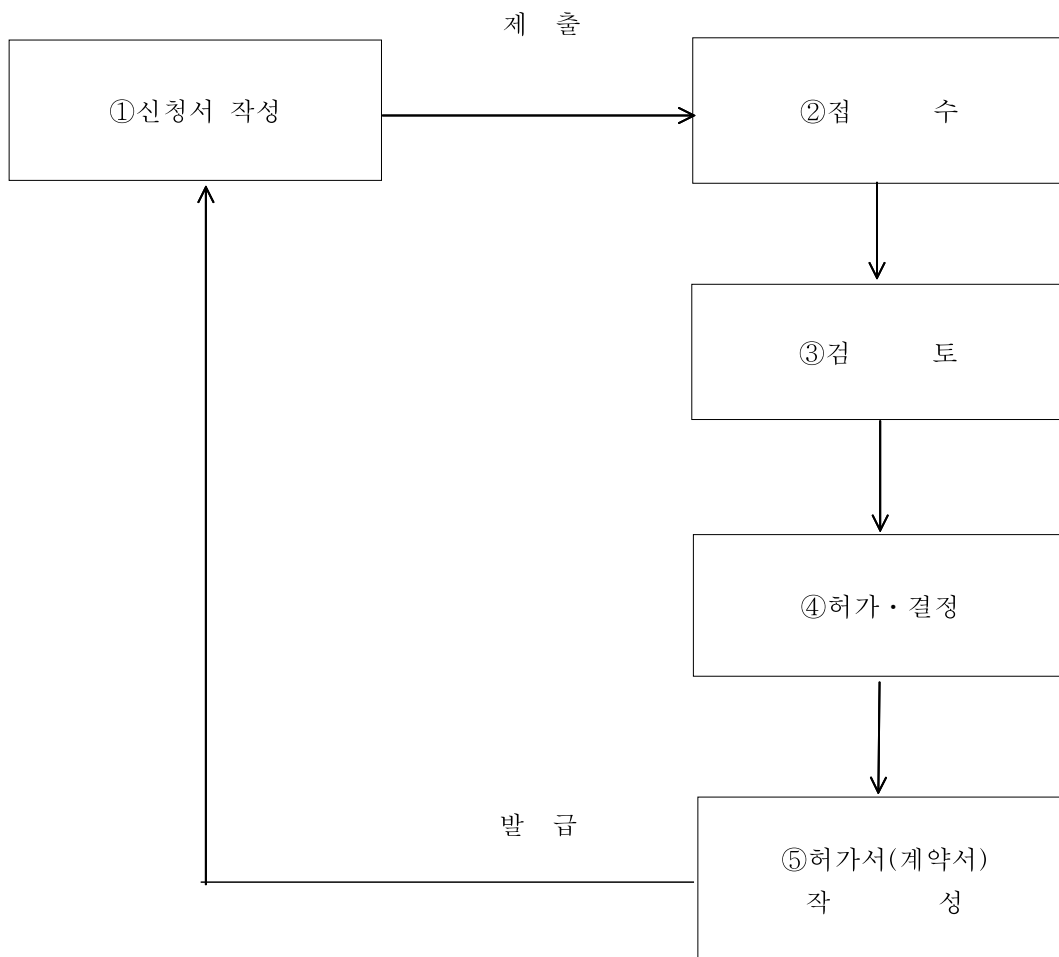 제 출
①신청서 작성
②접 수
③검 토
④허가・결정
발 급
⑤허가서(계약서)
작 성